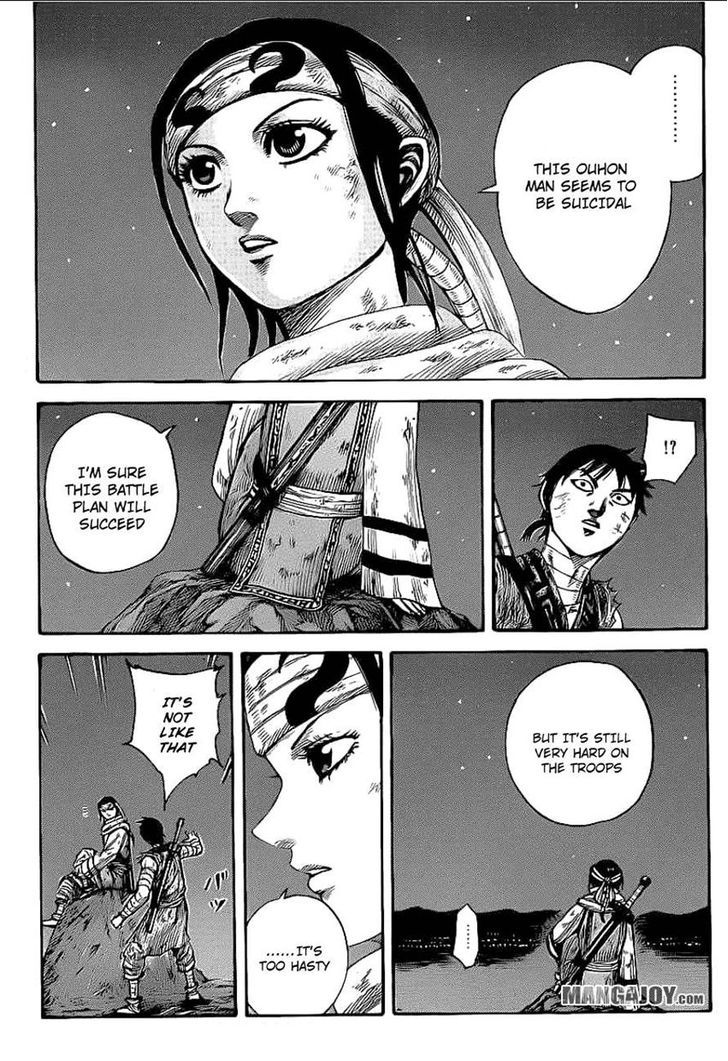 .........
THIS OUHON
MAN SEEMS TO
BE SUICIDAL
!?
I'M SURE
THIS BATTLE
PLAN WILL
SUCCEED
BUT IT'S STILL
VERY HARD ON
THE TROOPS
......
......IT'S
TOO HASTY
IT'S
NOT
LIKE
THAT
MANGAJOY.COM